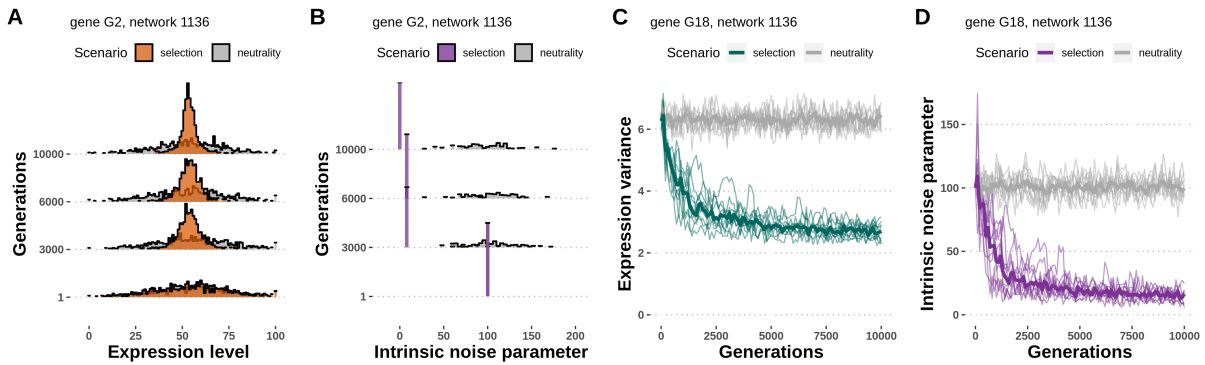 A
gene G2, network 1136
Scenario selection neutrality
Generations
10000
6000
3000
1
0 25 50 75 100
Expression level
B
gene G2, network 1136
Scenario selection neutrality
Generations
10000
6000
3000
1
0 50 100 150 200
Intrinsic noise parameter
C
gene G18, network 1136
Scenario selection neutrality
Expression variance
6
4
2
0
0 2500 5000 7500 10000
Generations
D
gene G18, network 1136
Scenario selection neutrality
Intrinsic noise parameter
150
100
50
0
0 2500 5000 7500 10000
Generations